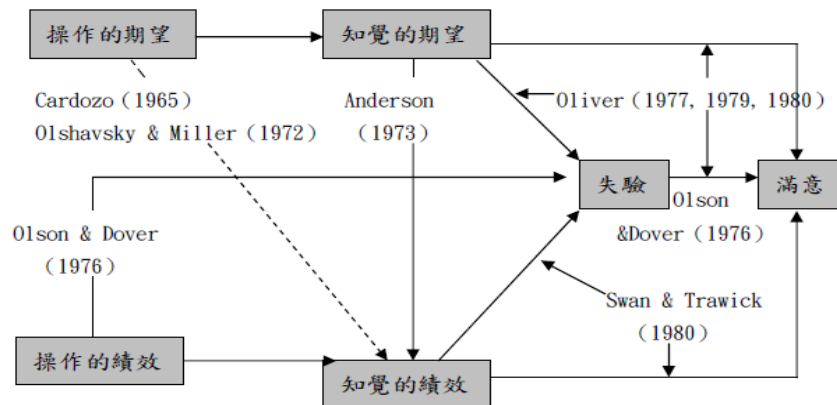 操作的期望
知覺的期望
Cardozo（1965）
Olshavsky & Miller（1972）
Anderson
（1973）
Oliver（1977, 1979, 1980）
失驗
滿意
Olson
&Dover（1976）
Olson & Dover
（1976）
Swan & Trawick
（1980）
操作的績效
知覺的績效